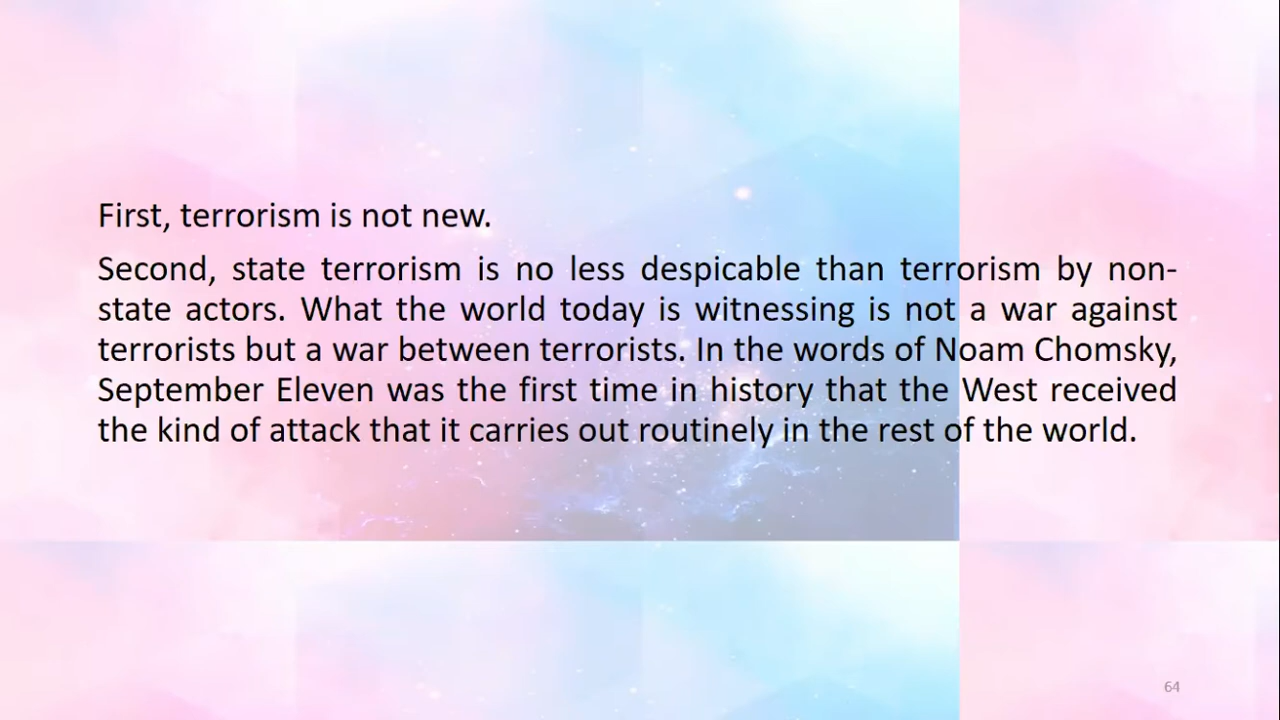 First, terrorism is not new.
Second, state terrorism is no less despicable than terrorism by non-
state actors. What the world today is witnessing is not a war against
terrorists but a war between terrorists. In the words of Noam Chomsky,
September Eleven was the first time in history that the West received
the kind of attack that it carries out routinely in the rest of the world.
64